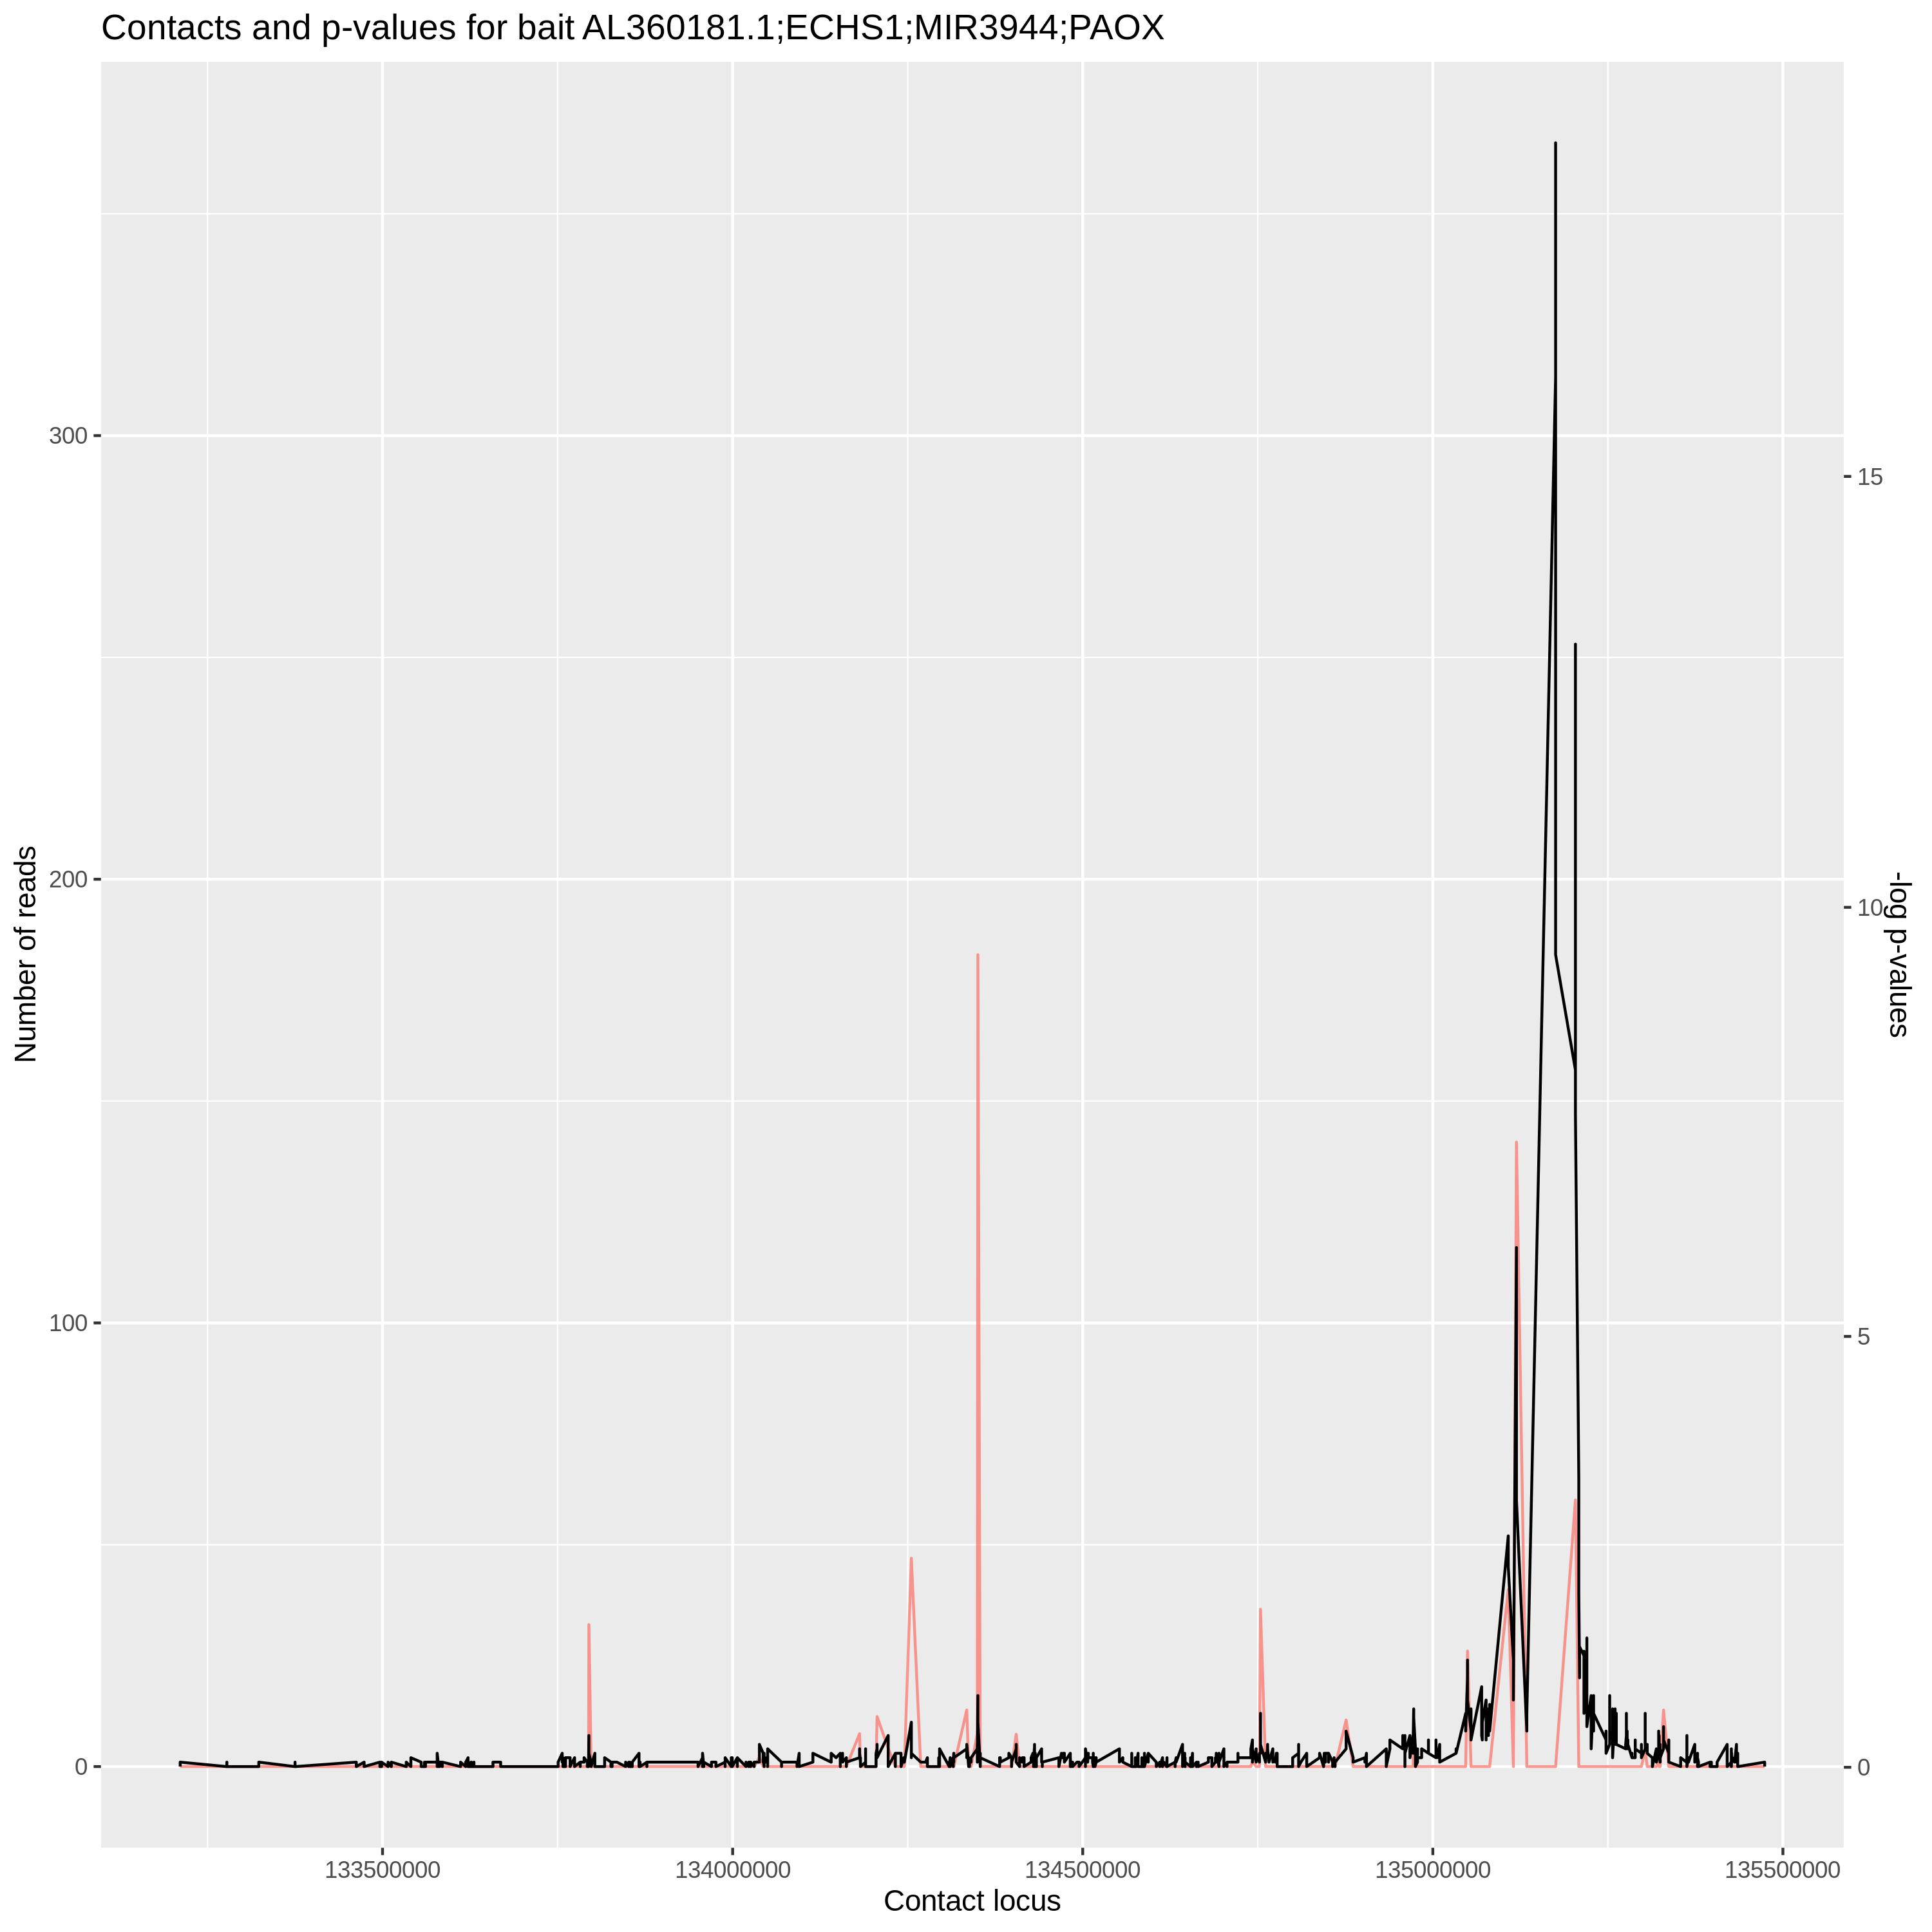 Contacts and p-values for bait AL360181.1;ECHS1;MIR3944;PAOX
300
200
100
0
Number of reads
15
10
5
0
-log p-values
133500000 134000000 134500000 135000000 135500000
Contact locus